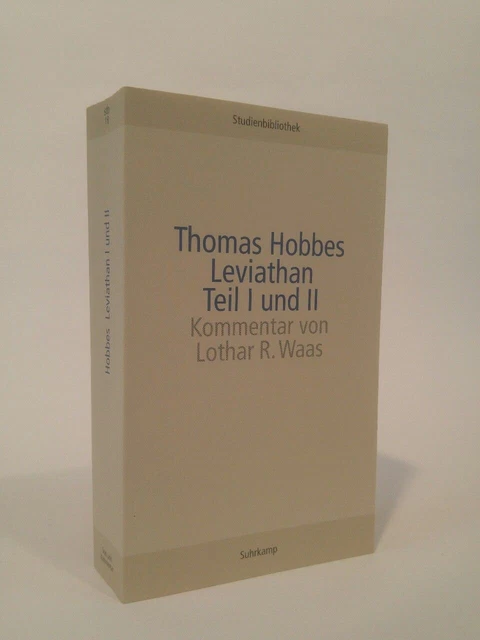 Studienbibliothek
Thomas Hobbes
Leviathan
Teil I und II
Kommentar von
Lothar R. Waas
Suhrkamp
Hobbes Leviathan I und II